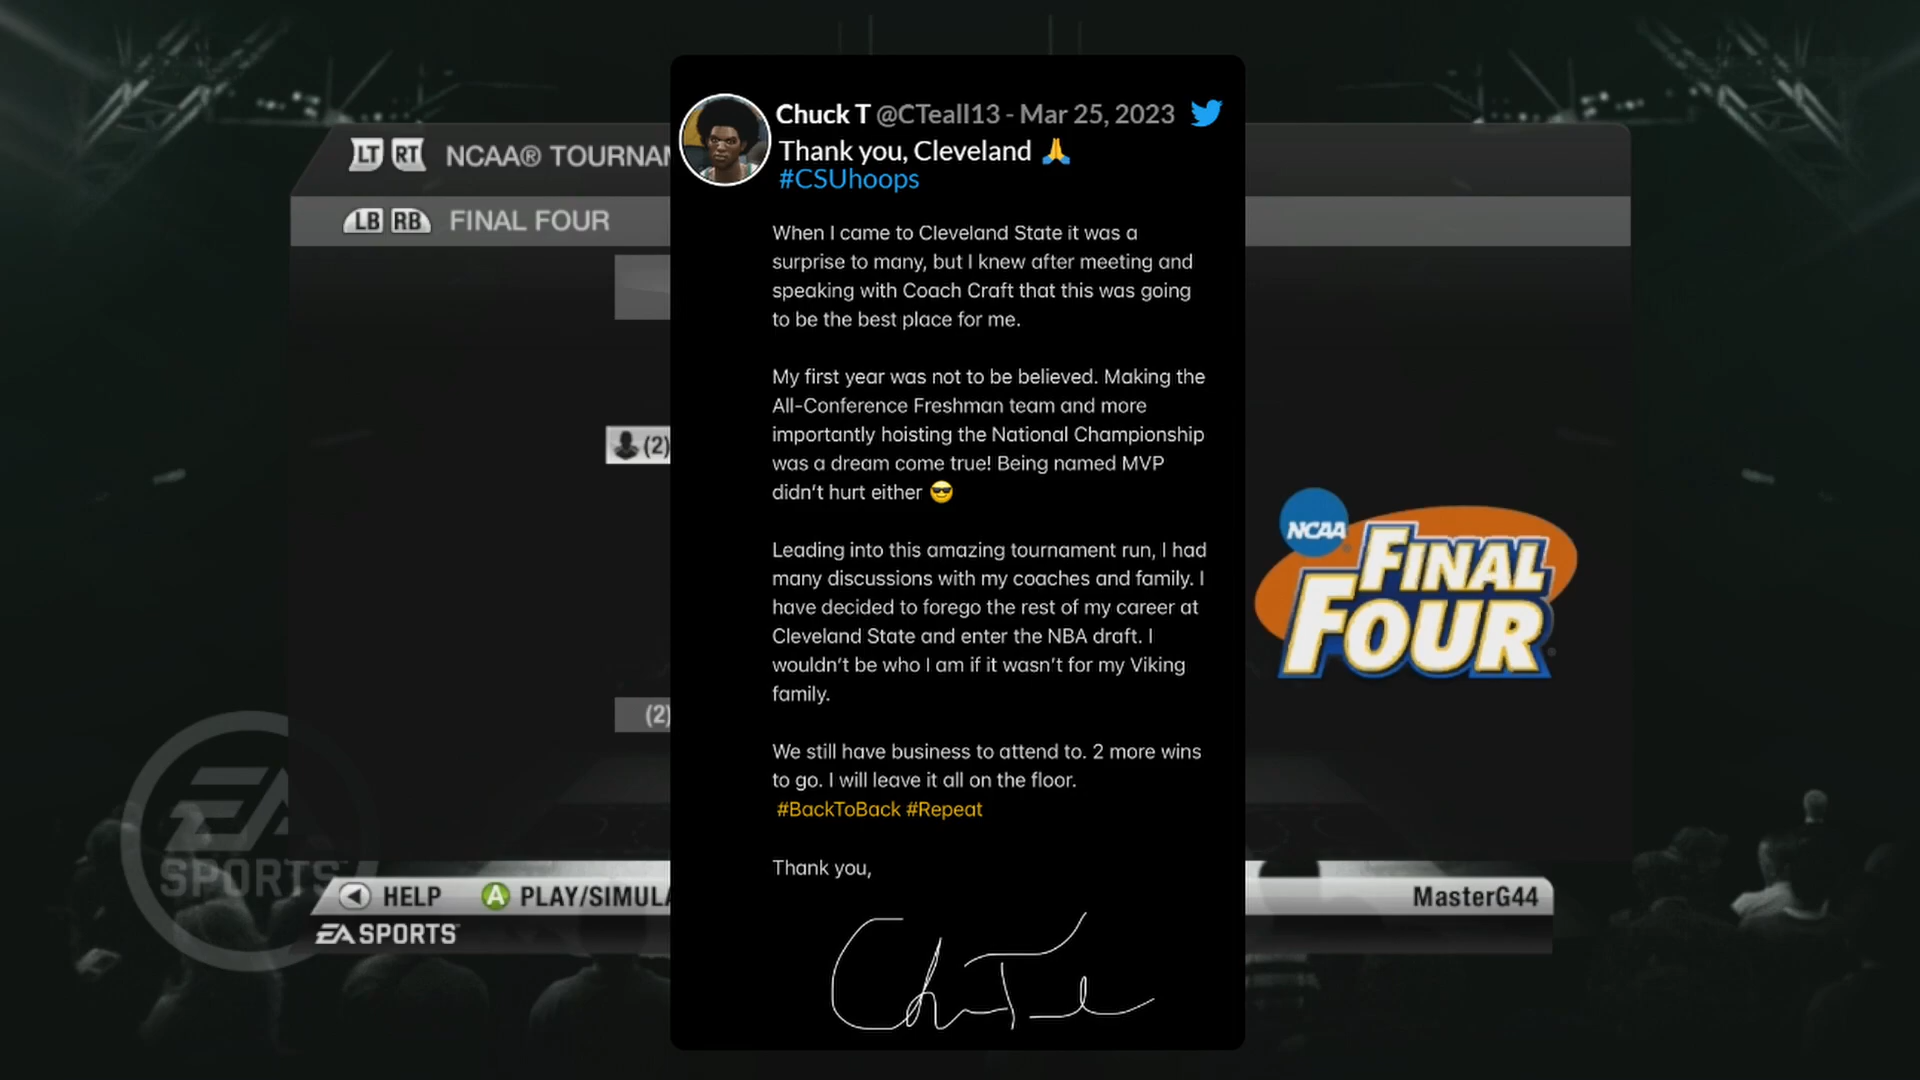 Chuck T @CTeall13 - Mar 25, 2023
Thank you, Cleveland 🙏
#CSUhoops
LT RT NCAA® TOURNA
LB RB FINAL FOUR
When I came to Cleveland State it was a
surprise to many, but I knew after meeting and
speaking with Coach Craft that this was going
to be the best place for me.
My first year was not to be believed. Making the
All-Conference Freshman team and more
importantly hoisting the National Championship
was a dream come true! Being named MVP
didn't hurt either 😎
(2)
Leading into this amazing tournament run, I had
many discussions with my coaches and family. I
have decided to forego the rest of my career at
Cleveland State and enter the NBA draft. I
wouldn't be who I am if it wasn't for my Viking
family.
NCAA
FINAL
FOUR
(2)
We still have business to attend to. 2 more wins
to go. I will leave it all on the floor.
#BackToBack #Repeat
Thank you,
EA
SPORTS
HELP A PLAY/SIMULA
MasterG44
EA SPORTS